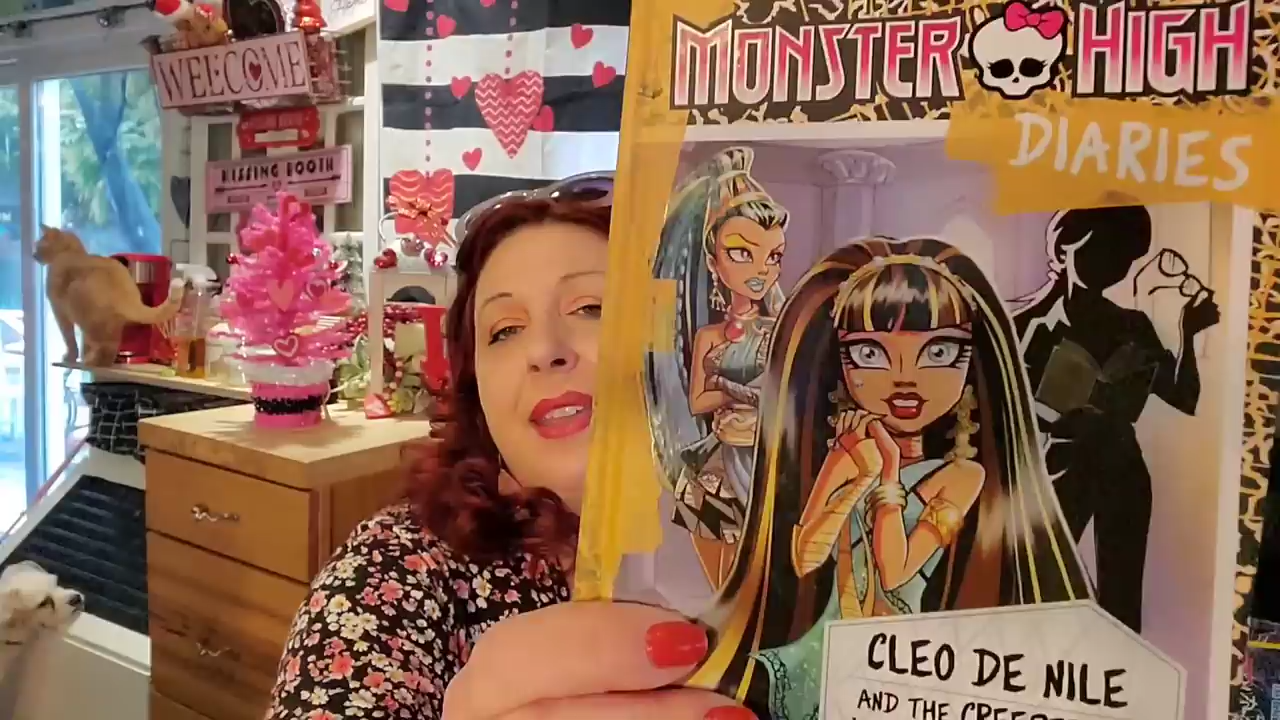 WELCOME
KISSING BOOTH
MONSTER HIGH
DIARIES
CLEO DE NILE
AND THE